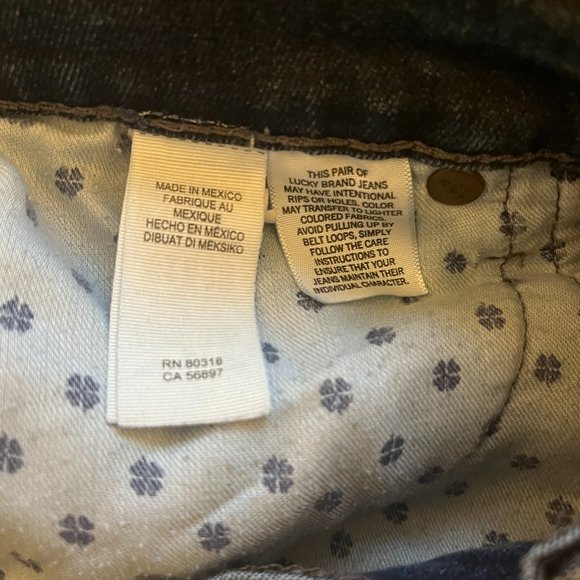 MADE IN MEXICO
FABRIQUE AU
MEXIQUE
HECHO EN MÉXICO
DIBUAT DI MEKSIKO
RN 80318
CA 56897
THIS PAIR OF
LUCKY BRAND JEANS
MAY HAVE INTENTIONAL
RIPS OR HOLES. COLOR
MAY TRANSFER TO LIGHTER
COLORED FABRICS.
AVOID PULLING UP BY
BELT LOOPS, SIMPLY
FOLLOW THE CARE
INSTRUCTIONS TO
ENSURE THAT YOUR
JEANS MAINTAIN THEIR
INDIVIDUAL CHARACTER.